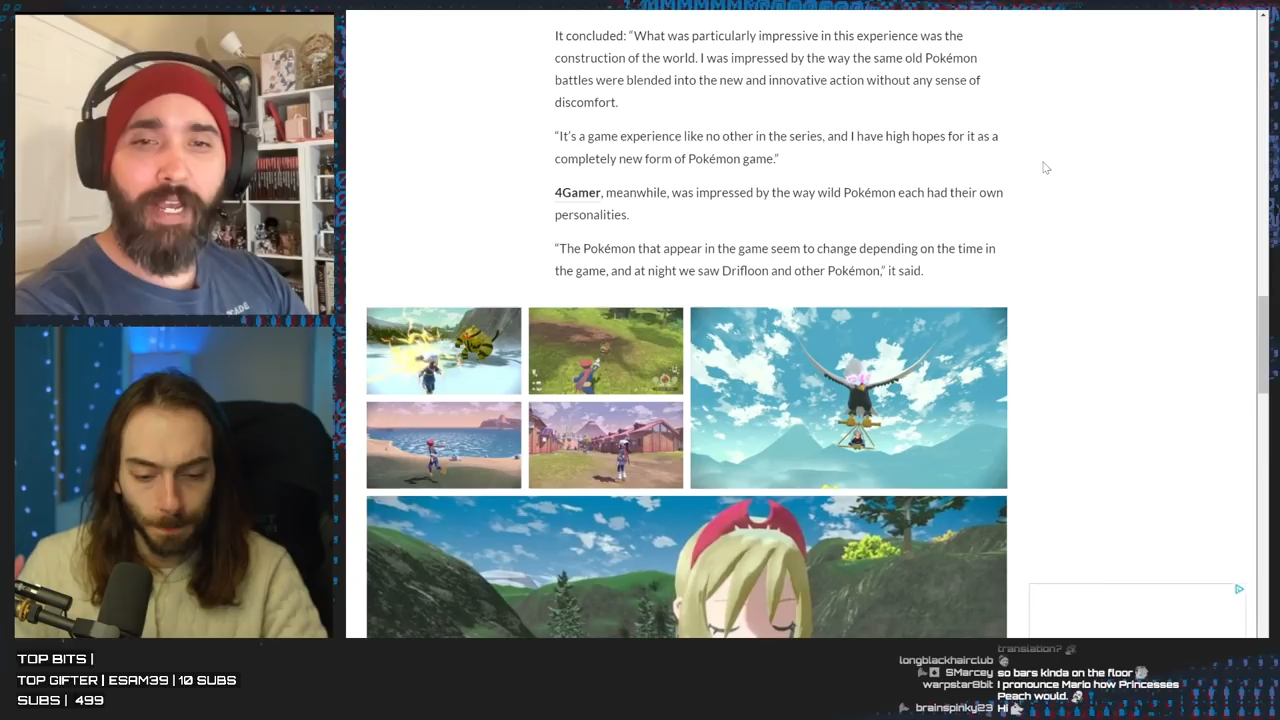 It concluded: “What was particularly impressive in this experience was the
construction of the world. I was impressed by the way the same old Pokémon
battles were blended into the new and innovative action without any sense of
discomfort.
“It’s a game experience like no other in the series, and I have high hopes for it as a
completely new form of Pokémon game.”
4Gamer, meanwhile, was impressed by the way wild Pokémon each had their own
personalities.
“The Pokémon that appear in the game seem to change depending on the time in
the game, and at night we saw Drifloon and other Pokémon,” it said.
TOP BITS |
TOP GIFTER | ESAM39 | 10 SUBS
SUBS | 499
translation?
longblackhairclub
SMarcey so bars kinda on the floor
warpstar8bit I pronounce Mario how Princesses
Peach would.
brainspinky23 Hi